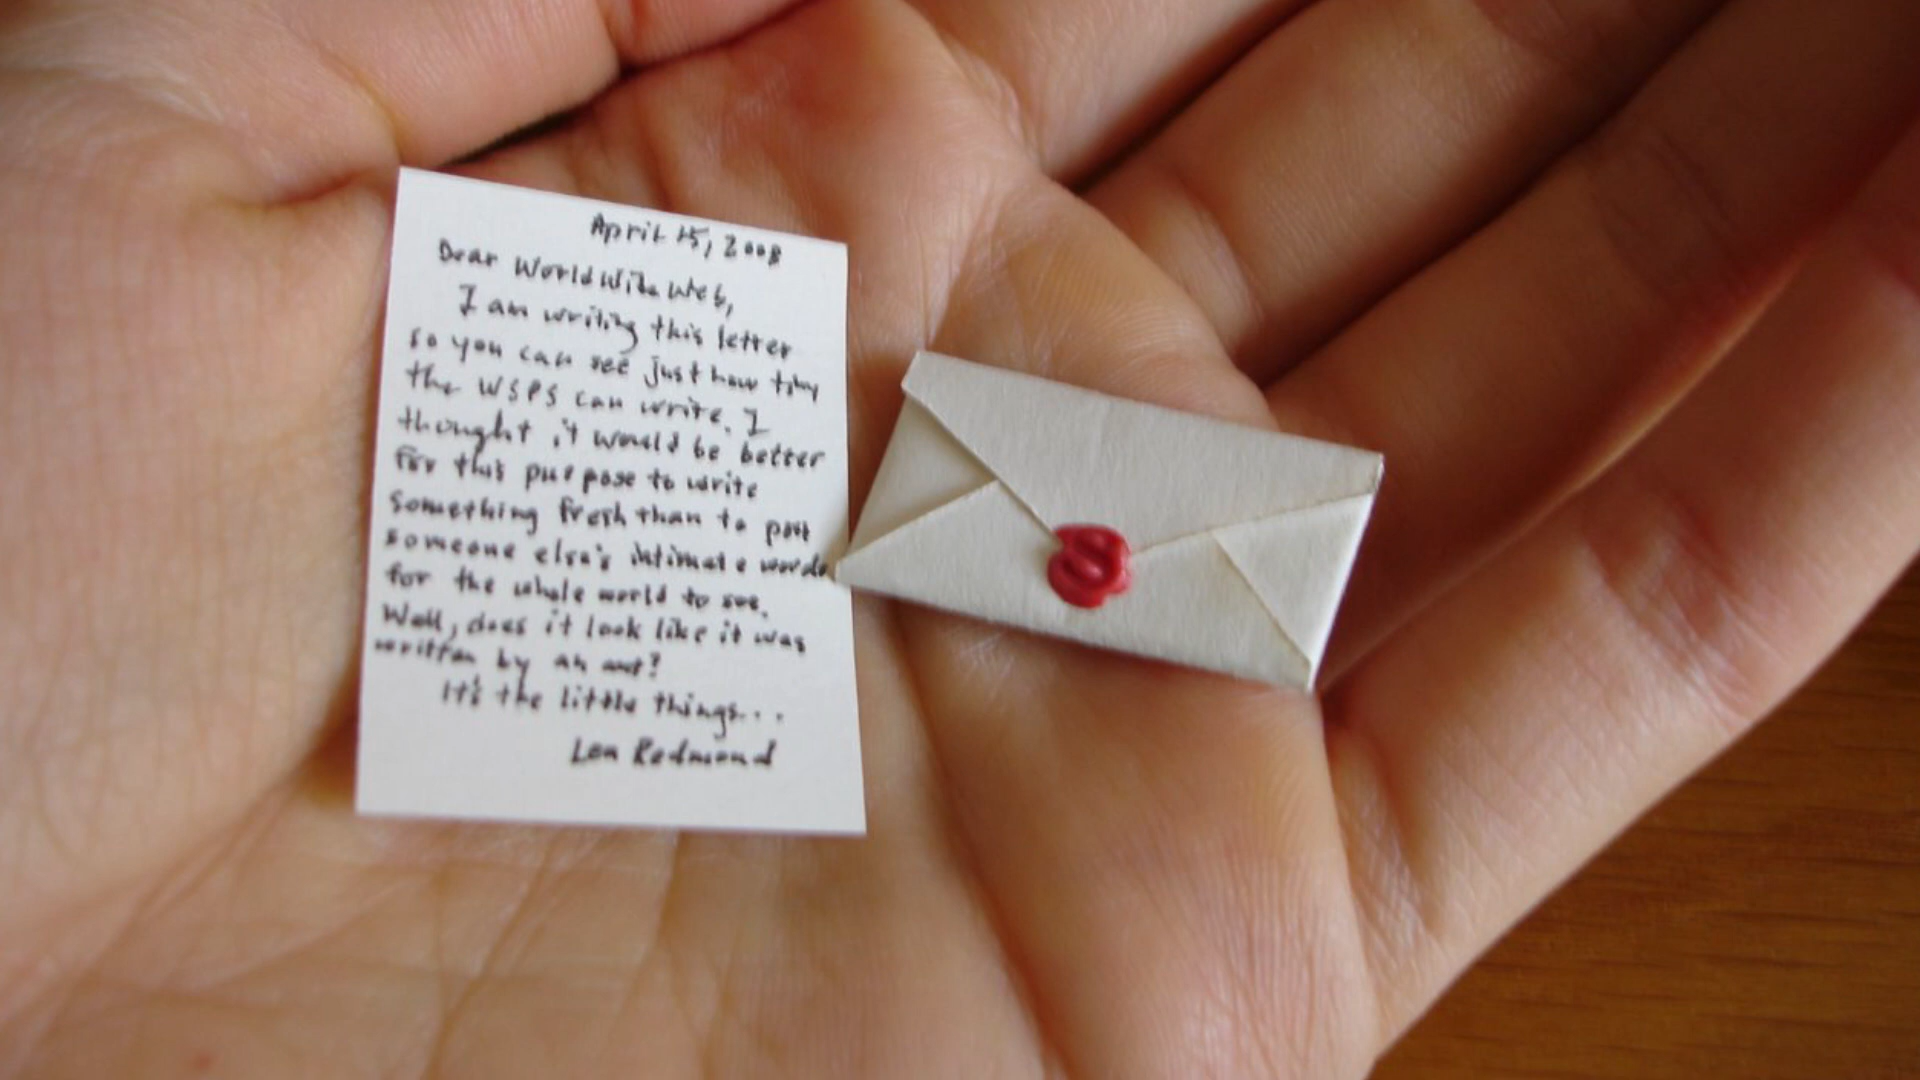 April 15, 2008
Dear World Wide Web,
I am writing this letter
so you can see just how tiny
the WSPS can write. I
thought it would be better
for this purpose to write
something fresh than to post
someone else's intimate words
for the whole world to see.
Well, does it look like it was
written by an ant?
It's the little things...
Lea Redmond